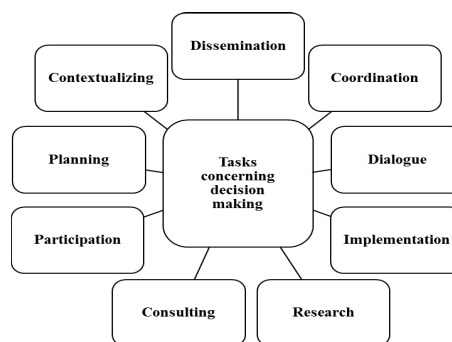 Dissemination
Contextualizing
Coordination
Planning
Tasks
concerning
decision
making
Dialogue
Participation
Implementation
Consulting
Research